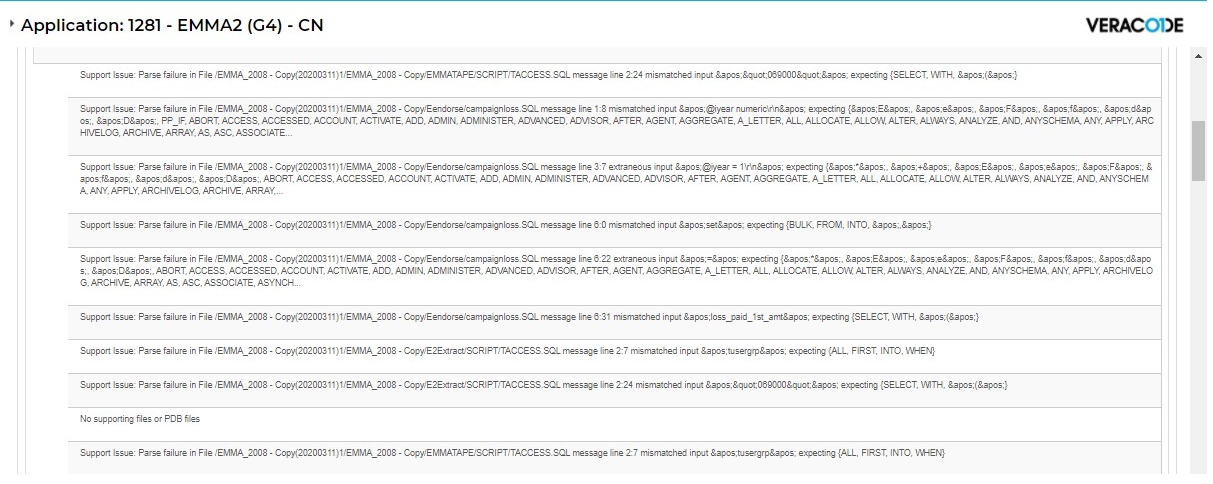 Application: 1281 - EMMA2 (G4) - CN
VERACODE
Support Issue: Parse failure in File /EMMA_2008 - Copy(20200311)1/EMMA_2008 - Copy/EMMATAPE/SCRIPT/TACCESS.SQL message line 2:24 mismatched input &apos;&quot;069000&quot;&apos; expecting {SELECT, WITH, &apos;(&apos;}
Support Issue: Parse failure in File /EMMA_2008 - Copy(20200311)1/EMMA_2008 - Copy/Eendorse/campaignloss.SQL message line 1:8 mismatched input &apos;@iyear numeric\r\n&apos; expecting {&apos;E&apos;, &apos;e&apos;, &apos;F&apos;, &apos;f&apos;, &apos;d&ap
os;, &apos;D&apos;, PP_IF, ABORT, ACCESS, ACCESSED, ACCOUNT, ACTIVATE, ADD, ADMIN, ADMINISTER, ADVANCED, ADVISOR, AFTER, AGENT, AGGREGATE, A_LETTER, ALL, ALLOCATE, ALLOW, ALTER, ALWAYS, ANALYZE, AND, ANYSCHEMA, ANY, APPLY, ARC
HIVELOG, ARCHIVE, ARRAY, AS, ASC, ASSOCIATE...
Support Issue: Parse failure in File /EMMA_2008 - Copy(20200311)1/EMMA_2008 - Copy/Eendorse/campaignloss.SQL message line 3:7 extraneous input &apos;@iyear = 1\r\n&apos; expecting {&apos;*&apos;, &apos;+&apos;, &apos;E&apos;, &apos;e&apos;, &apos;F&apos;, &
apos;f&apos;, &apos;d&apos;, &apos;D&apos;, ABORT, ACCESS, ACCESSED, ACCOUNT, ACTIVATE, ADD, ADMIN, ADMINISTER, ADVANCED, ADVISOR, AFTER, AGENT, AGGREGATE, A_LETTER, ALL, ALLOCATE, ALLOW, ALTER, ALWAYS, ANALYZE, AND, ANYSCHEM
A, ANY, APPLY, ARCHIVELOG, ARCHIVE, ARRAY,...
Support Issue: Parse failure in File /EMMA_2008 - Copy(20200311)1/EMMA_2008 - Copy/Eendorse/campaignloss.SQL message line 6:0 mismatched input &apos;set&apos; expecting {BULK, FROM, INTO, &apos;,&apos;}
Support Issue: Parse failure in File /EMMA_2008 - Copy(20200311)1/EMMA_2008 - Copy/Eendorse/campaignloss.SQL message line 6:22 extraneous input &apos;=&apos; expecting {&apos;*&apos;, &apos;E&apos;, &apos;e&apos;, &apos;F&apos;, &apos;f&apos;, &apos;d&apo
s;, &apos;D&apos;, ABORT, ACCESS, ACCESSED, ACCOUNT, ACTIVATE, ADD, ADMIN, ADMINISTER, ADVANCED, ADVISOR, AFTER, AGENT, AGGREGATE, A_LETTER, ALL, ALLOCATE, ALLOW, ALTER, ALWAYS, ANALYZE, AND, ANYSCHEMA, ANY, APPLY, ARCHIVELO
G, ARCHIVE, ARRAY, AS, ASC, ASSOCIATE, ASYNCH...
Support Issue: Parse failure in File /EMMA_2008 - Copy(20200311)1/EMMA_2008 - Copy/Eendorse/campaignloss.SQL message line 6:31 mismatched input &apos;loss_paid_1st_amt&apos; expecting {SELECT, WITH, &apos;(&apos;}
Support Issue: Parse failure in File /EMMA_2008 - Copy(20200311)1/EMMA_2008 - Copy/E2Extract/SCRIPT/TACCESS.SQL message line 2:7 mismatched input &apos;tusergrp&apos; expecting {ALL, FIRST, INTO, WHEN}
Support Issue: Parse failure in File /EMMA_2008 - Copy(20200311)1/EMMA_2008 - Copy/E2Extract/SCRIPT/TACCESS.SQL message line 2:24 mismatched input &apos;&quot;069000&quot;&apos; expecting {SELECT, WITH, &apos;(&apos;}
No supporting files or PDB files
Support Issue: Parse failure in File /EMMA_2008 - Copy(20200311)1/EMMA_2008 - Copy/EMMATAPE/SCRIPT/TACCESS.SQL message line 2:7 mismatched input &apos;tusergrp&apos; expecting {ALL, FIRST, INTO, WHEN}